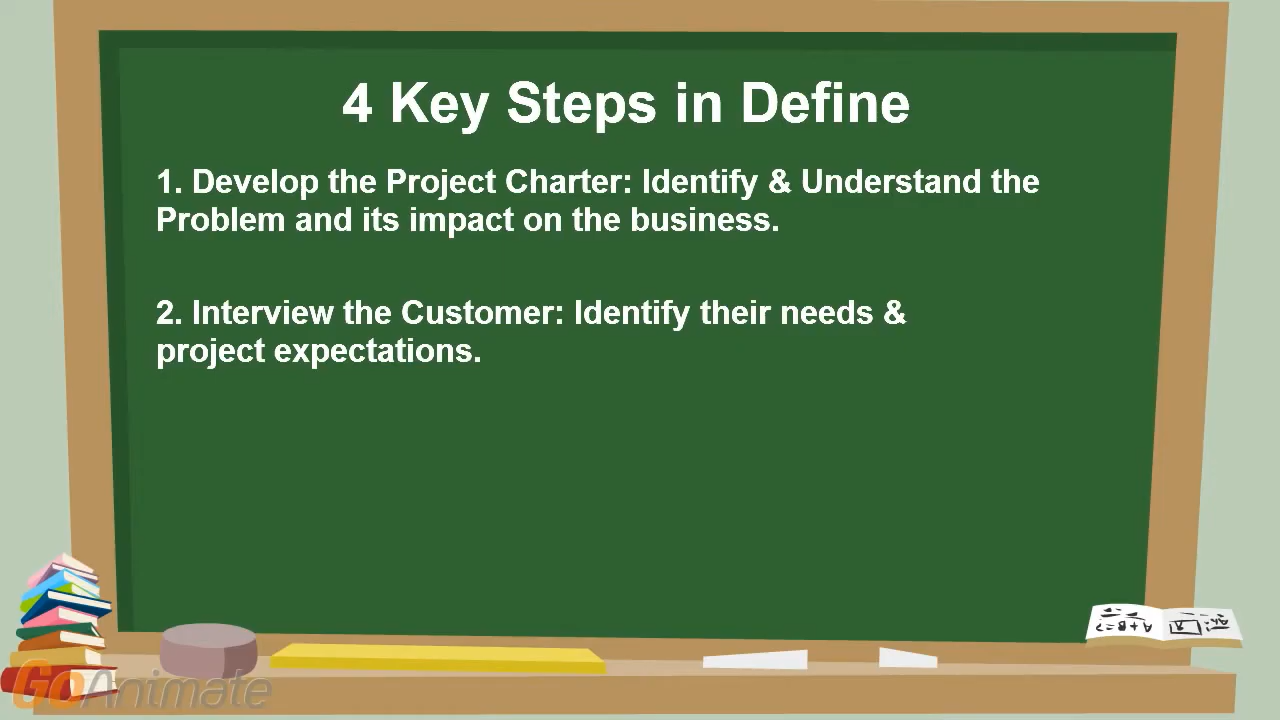 4 Key Steps in Define
1. Develop the Project Charter: Identify & Understand the
Problem and its impact on the business.
2. Interview the Customer: Identify their needs &
project expectations.
A+B=?
GoAnimate